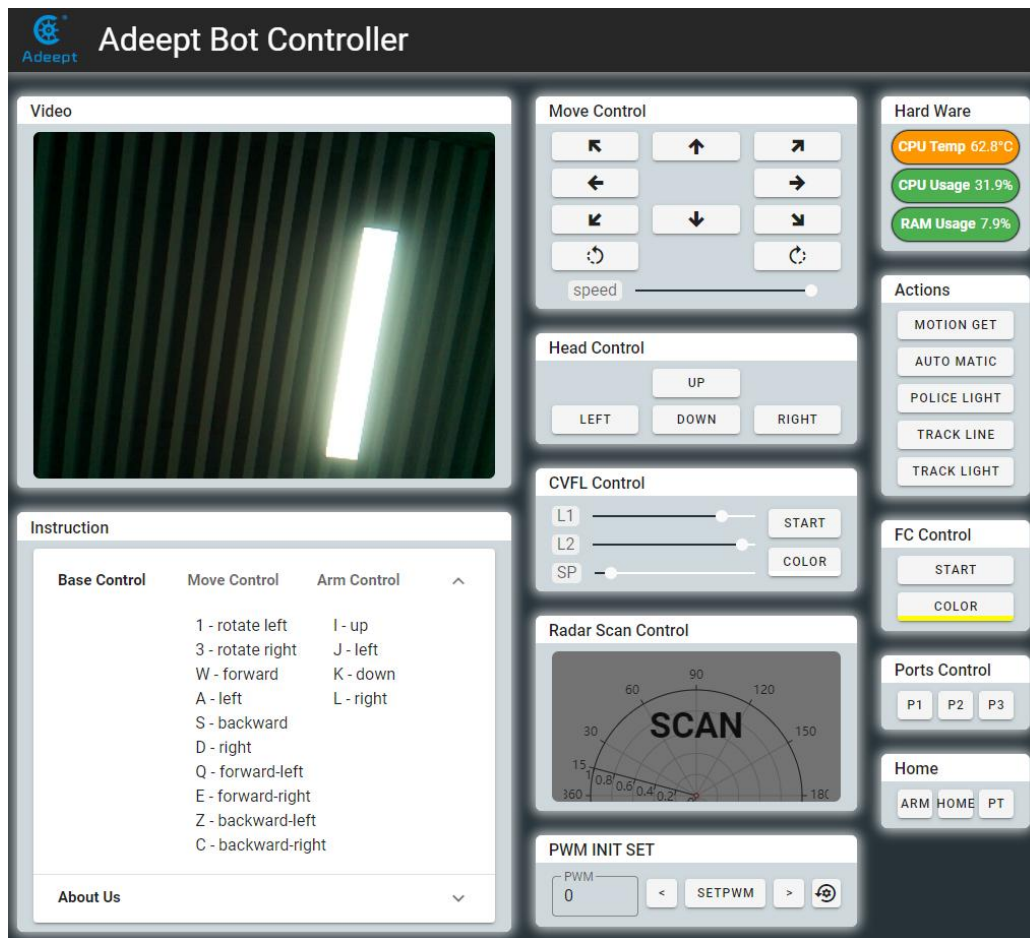 Adeept
Adeept Bot Controller
Video
Instruction
Base Control
Move Control
Arm Control
1 - rotate left
3 - rotate right
W - forward
A - left
S - backward
D - right
Q - forward-left
E - forward-right
Z - backward-left
C - backward-right
I - up
J - left
K - down
L - right
About Us
Move Control
speed
Head Control
UP
LEFT
DOWN
RIGHT
CVFL Control
L1
START
L2
COLOR
SP
Radar Scan Control
90
60
120
SCAN
30
150
15
1
0.8
0.6
0.4
0.2
0
360
180
PWM INIT SET
PWM
0
<
SETPWM
>
Hard Ware
CPU Temp 62.8°C
CPU Usage 31.9%
RAM Usage 7.9%
Actions
MOTION GET
AUTO MATIC
POLICE LIGHT
TRACK LINE
TRACK LIGHT
FC Control
START
COLOR
Ports Control
P1 P2 P3
Home
ARM HOME PT